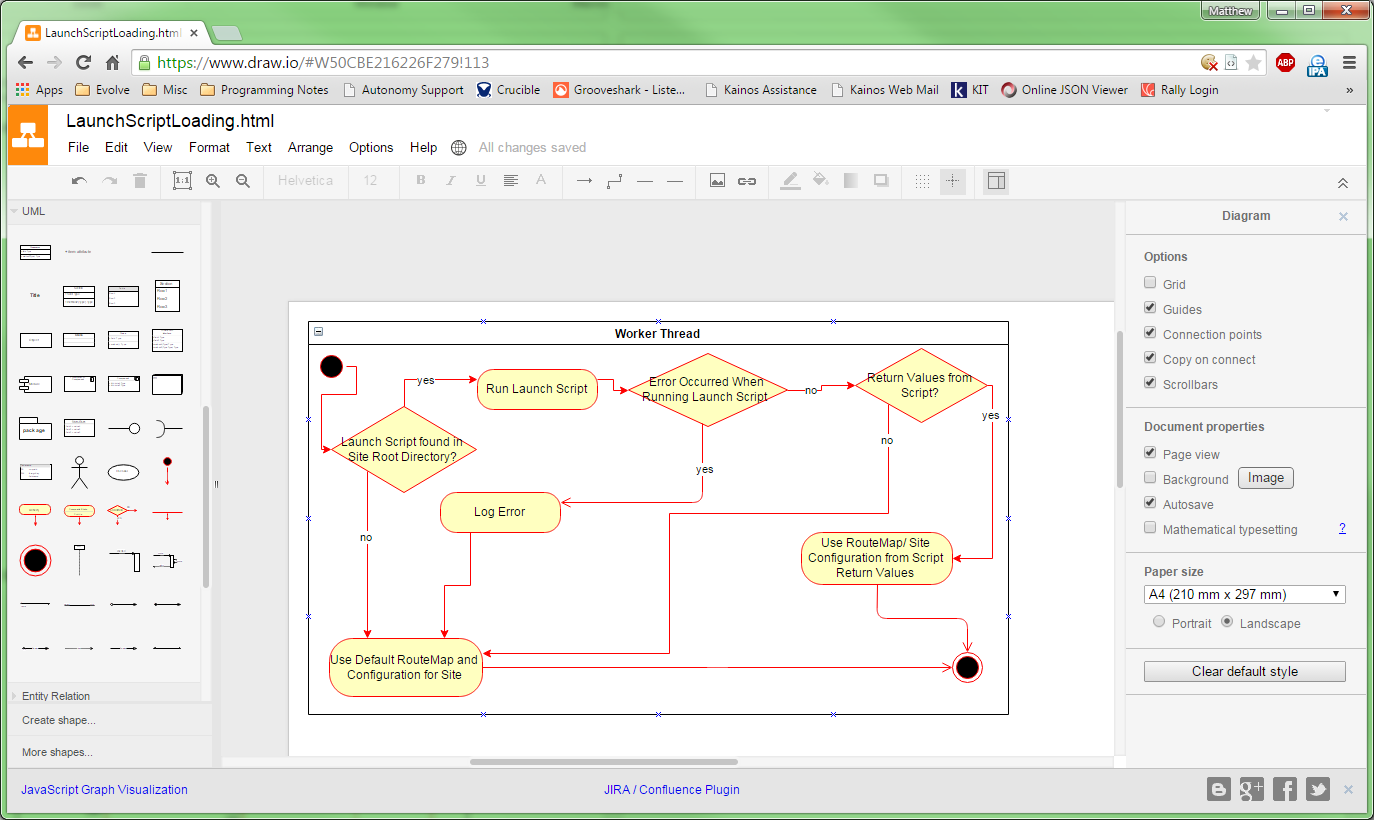 Matthew
LaunchScriptLoading.html
https://www.draw.io/#W50CBE216226F279!113
ABP
IPA
Apps Evolve Misc Programming Notes Autonomy Support Crucible Grooveshark - Liste... Kainos Assistance Kainos Web Mail KIT Online JSON Viewer Rally Login »
LaunchScriptLoading.html
File Edit View Format Text Arrange Options Help All changes saved
1:1 Helvetica 12 B I U A
UML
Title
package
Entity Relation
Create shape...
More shapes...
Worker Thread
yes
Run Launch Script
Error Occurred When
Running Launch Script
no
Return Values from
Script?
yes
Launch Script found in
Site Root Directory?
no
yes
Log Error
no
Use RouteMap/ Site
Configuration from Script
Return Values
Use Default RouteMap and
Configuration for Site
Diagram
Options
Grid
Guides
Connection points
Copy on connect
Scrollbars
Document properties
Page view
Background Image
Autosave
Mathematical typesetting ?
Paper size
A4 (210 mm x 297 mm)
Portrait Landscape
Clear default style
JavaScript Graph Visualization JIRA / Confluence Plugin